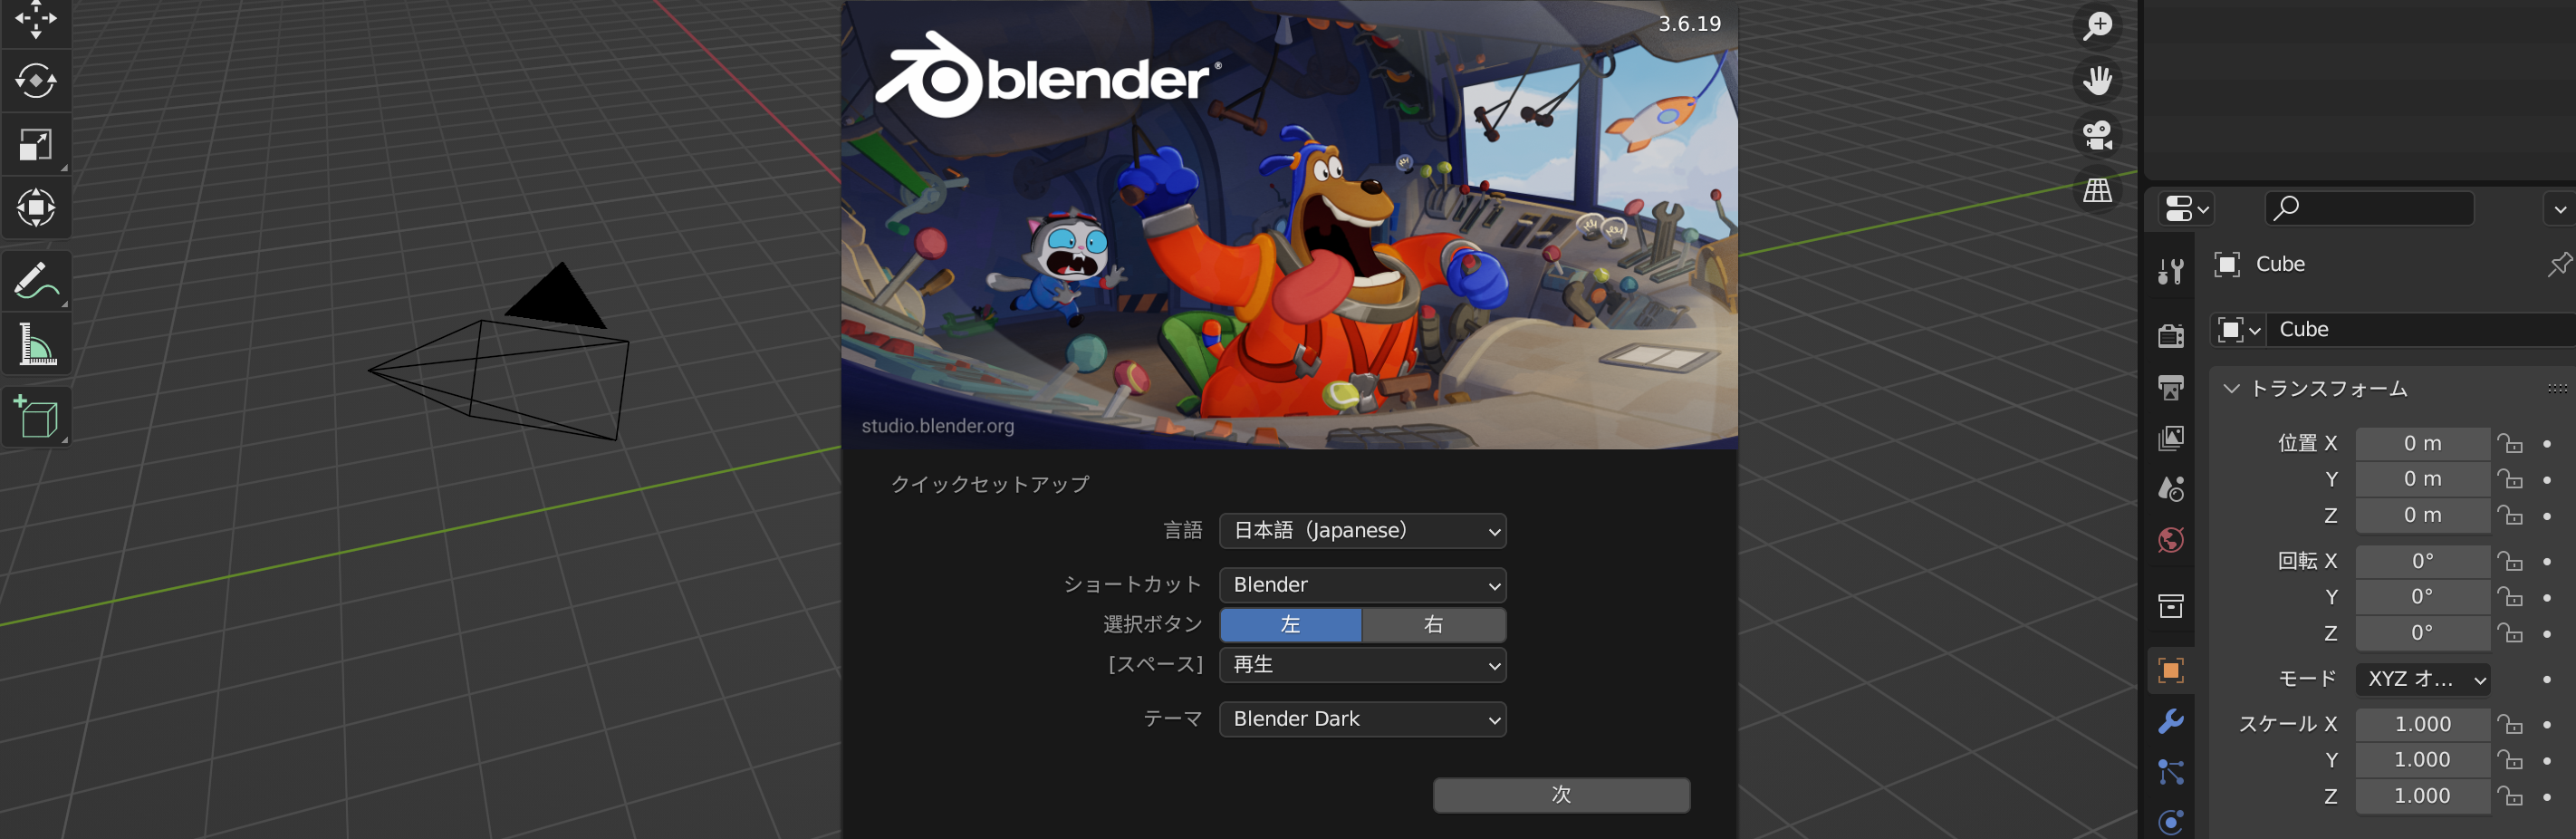 3.6.19
blender®
studio.blender.org
クイックセットアップ
言語 日本語（Japanese）
ショートカット Blender
選択ボタン 左 右
[スペース] 再生
テーマ Blender Dark
次
Cube
Cube
トランスフォーム
位置 X 0 m
Y 0 m
Z 0 m
回転 X 0°
Y 0°
Z 0°
モード XYZ オ...
スケール X 1.000
Y 1.000
Z 1.000